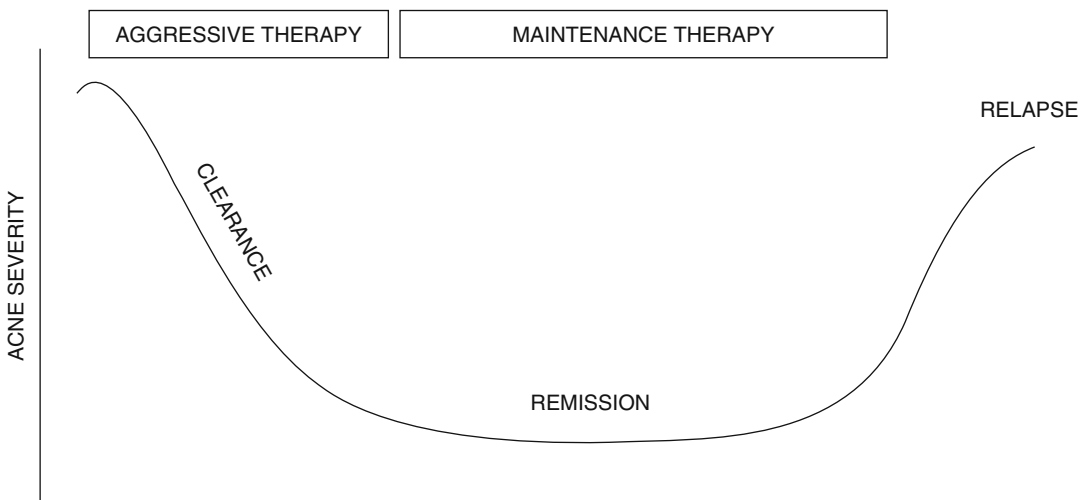 AGGRESSIVE THERAPY
MAINTENANCE THERAPY
RELAPSE
CLEARANCE
ACNE SEVERITY
REMISSION